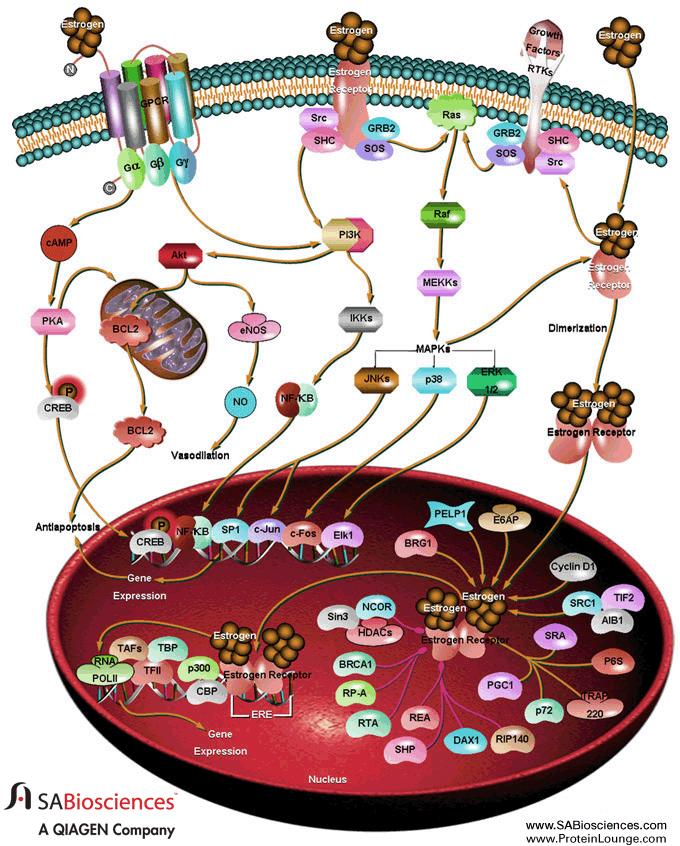 Estrogen
N
GPCR
Gα
Gβ
Gγ
C
Estrogen
Estrogen
Receptor
Src
SHC
GRB2
SOS
Ras
Growth
Factors
RTKs
GRB2
SOS
SHC
Src
Estrogen
cAMP
PKA
P
CREB
Akt
BCL2
BCL2
eNOS
NO
Vasodilation
PI3K
IKKs
NF-κB
Raf
MEKKs
MAPKs
JNKs
p38
ERK
1/2
Estrogen
Estrogen
Receptor
Dimerization
Estrogen
Estrogen Receptor
Antiapoptosis
P
CREB
NF-κB
SP1
c-Jun
c-Fos
Elk1
Gene
Expression
PELP1
E6AP
BRG1
Cyclin D1
SRC1
TIF2
AIB1
Estrogen
Estrogen
Estrogen Receptor
NCOR
Sin3
HDACs
BRCA1
RP-A
RTA
REA
SHP
DAX1
RIP140
SRA
P6S
PGC1
p72
TRAP
220
Estrogen
Estrogen Receptor
TAFs
TBP
RNA
POLII
TFII
p300
CBP
ERE
Gene
Expression
Nucleus
SABiosciences™
A QIAGEN Company
www.SABiosciences.com
www.ProteinLounge.com